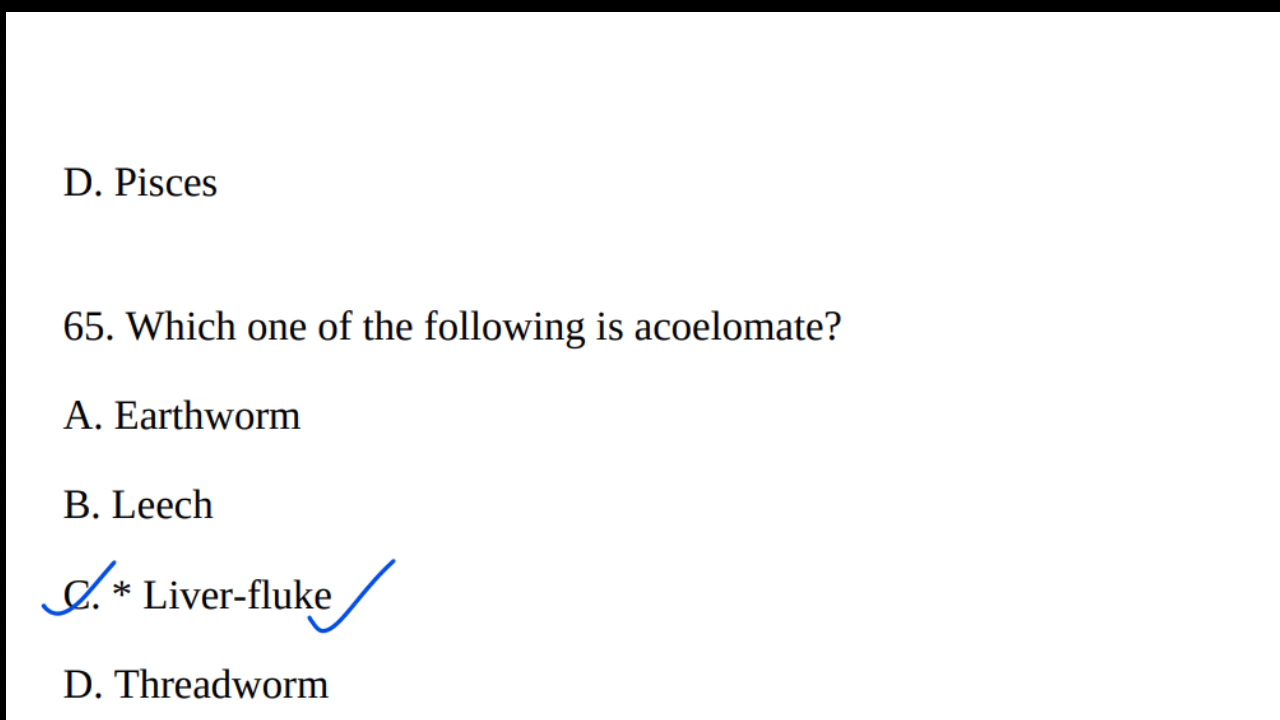 D. Pisces
65. Which one of the following is acoelomate?
A. Earthworm
B. Leech
C. * Liver-fluke
D. Threadworm